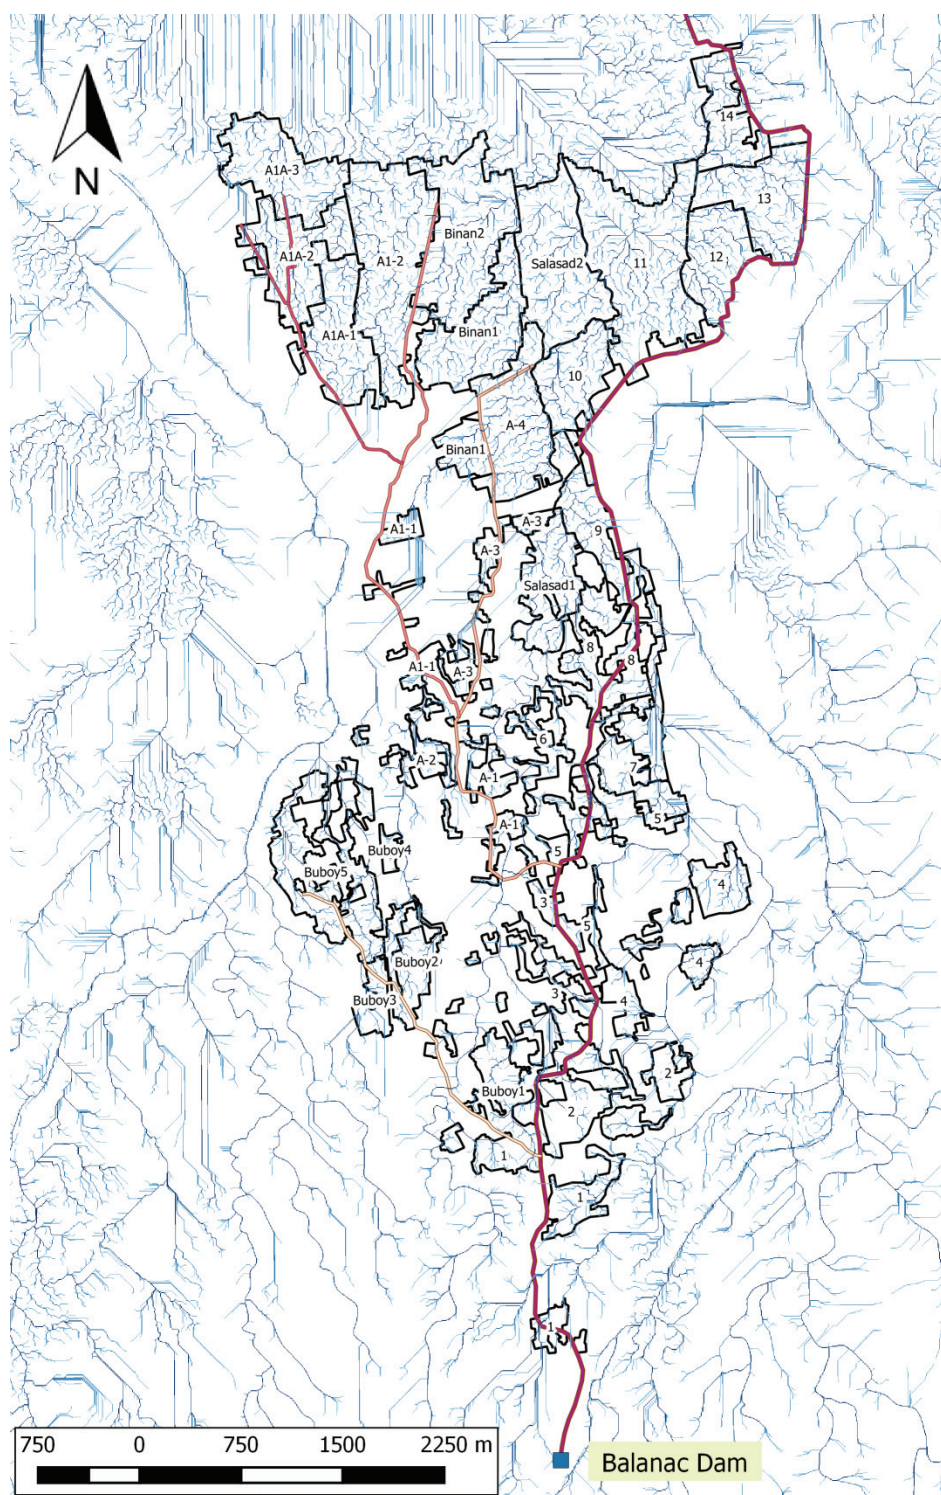 14
A1A-3
13
Binan2
A1A-2
A1-2
Salasad2
11
12
A1A-1
Binan1
10
A-4
Binan1
A1-1
A-3
9
A-3
Salasad1
8
8
A1-1
A-3
6
A-2
A-1
7
5
A-1
5
Buboy4
Buboy5
4
3
5
Buboy2
4
3
Buboy3
4
2
Buboy1
2
1
1
1
N
750 0 750 1500 2250 m
Balanac Dam